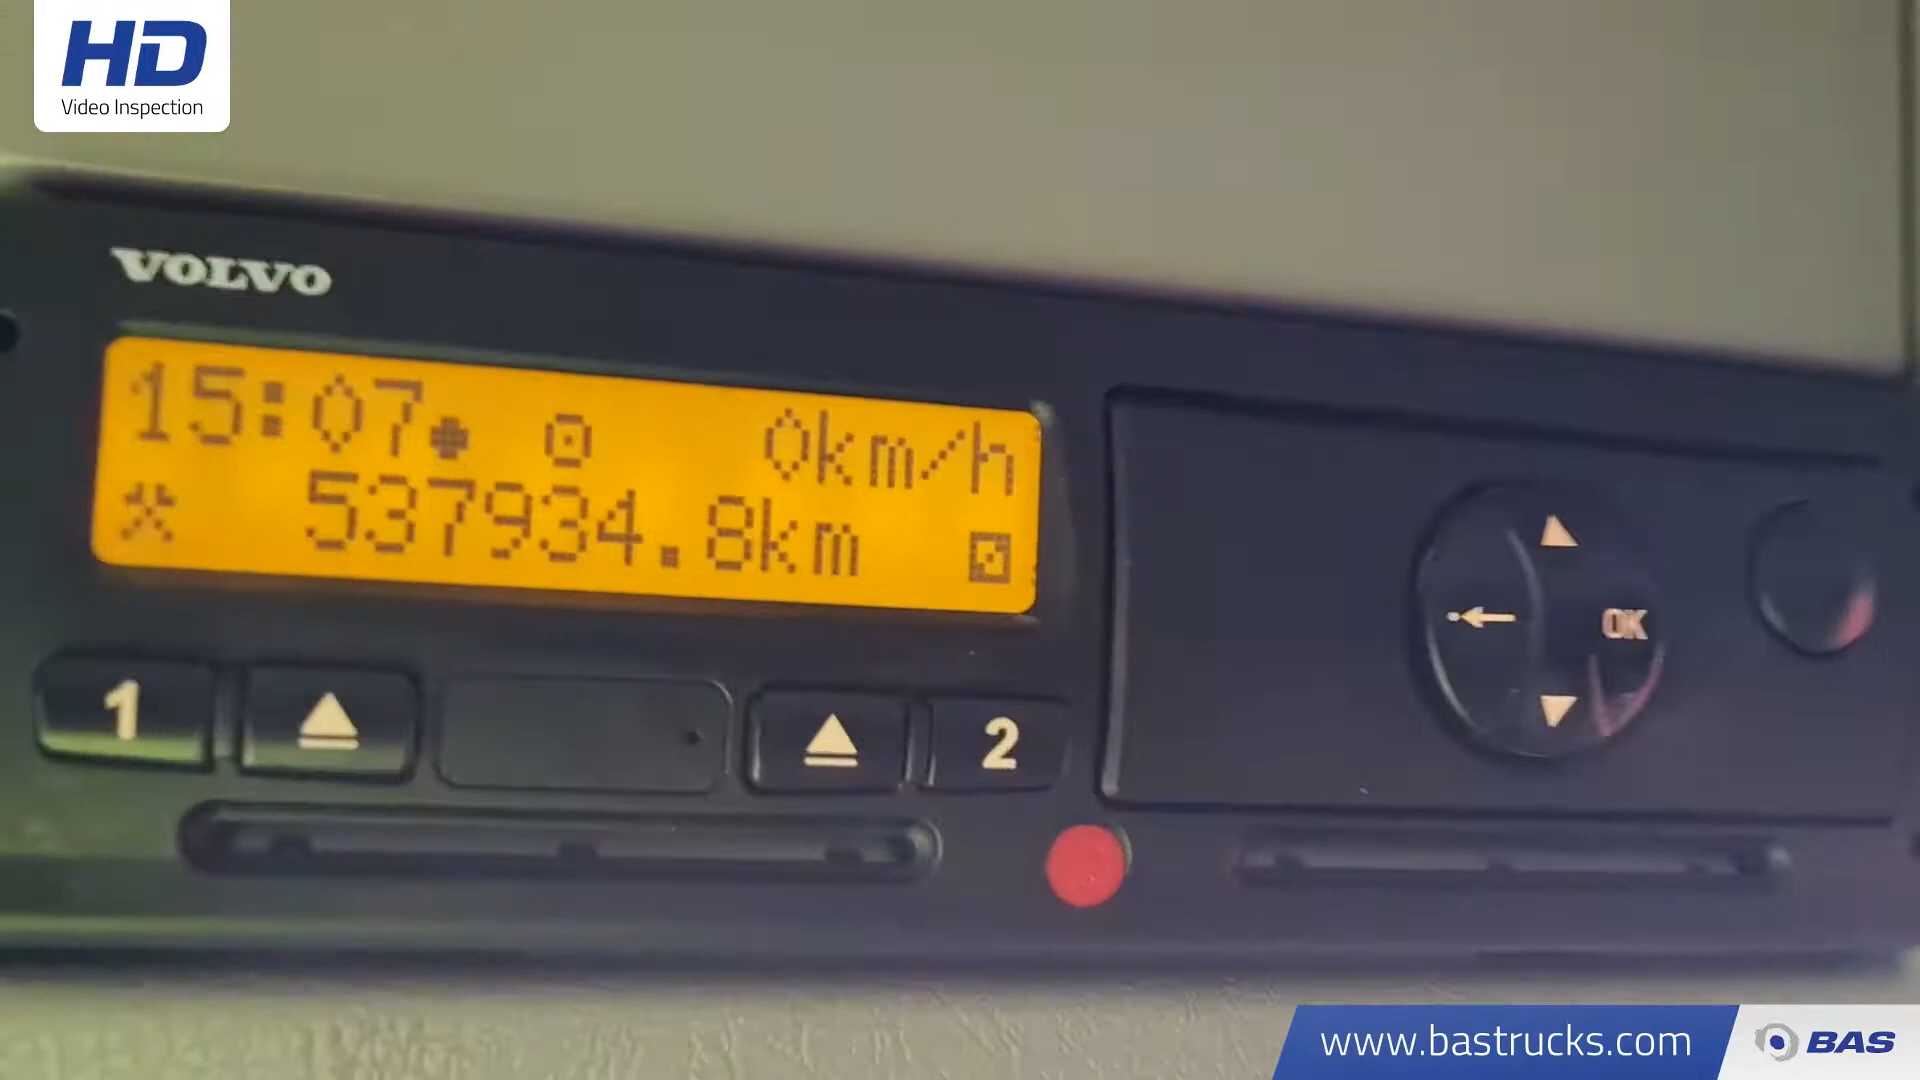 HD
Video Inspection
VOLVO
15:07 0km/h
537934.8km
1
2
OK
www.bastrucks.com
BAS